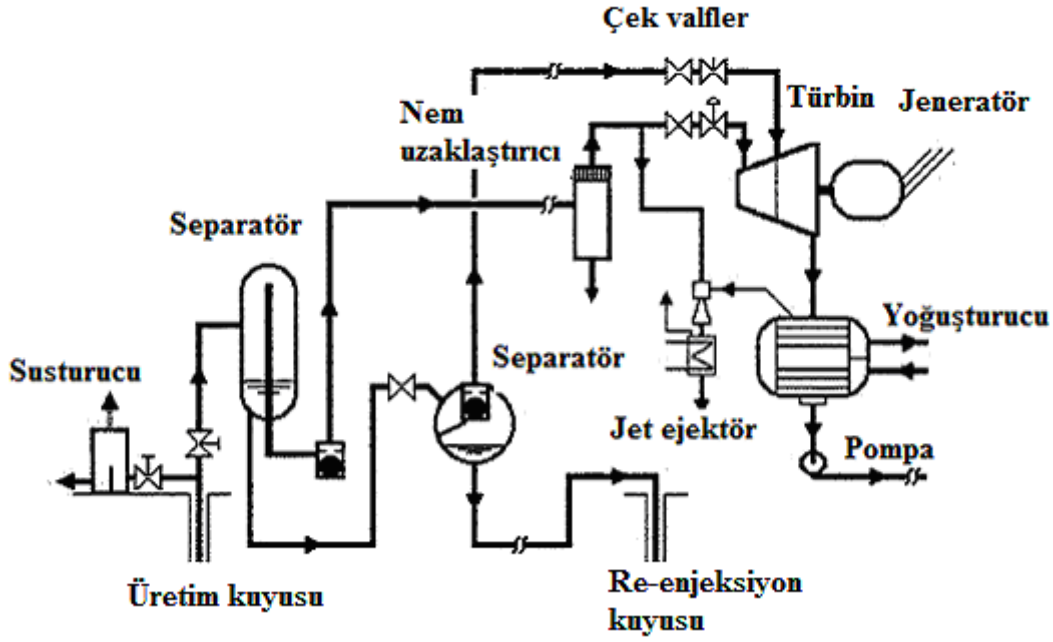 Çek valfler
Türbin
Jeneratör
Nem
uzaklaştırıcı
Separatör
Yoğuşturucu
Separatör
Susturucu
Jet ejektör
Pompa
Üretim kuyusu
Re-enjeksiyon
kuyusu